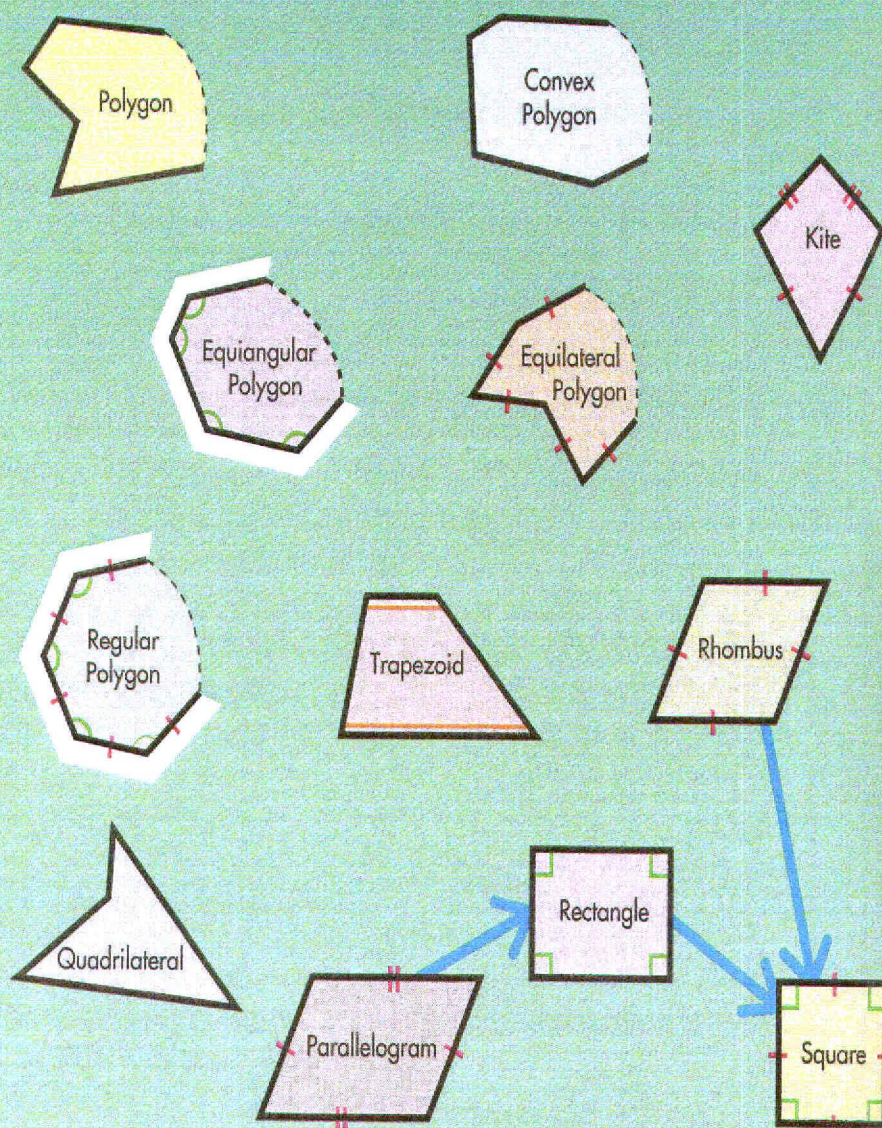 Polygon
Convex
Polygon
Kite
Equiangular
Polygon
Equilateral
Polygon
Regular
Polygon
Trapezoid
Rhombus
Quadrilateral
Rectangle
Parallelogram
Square